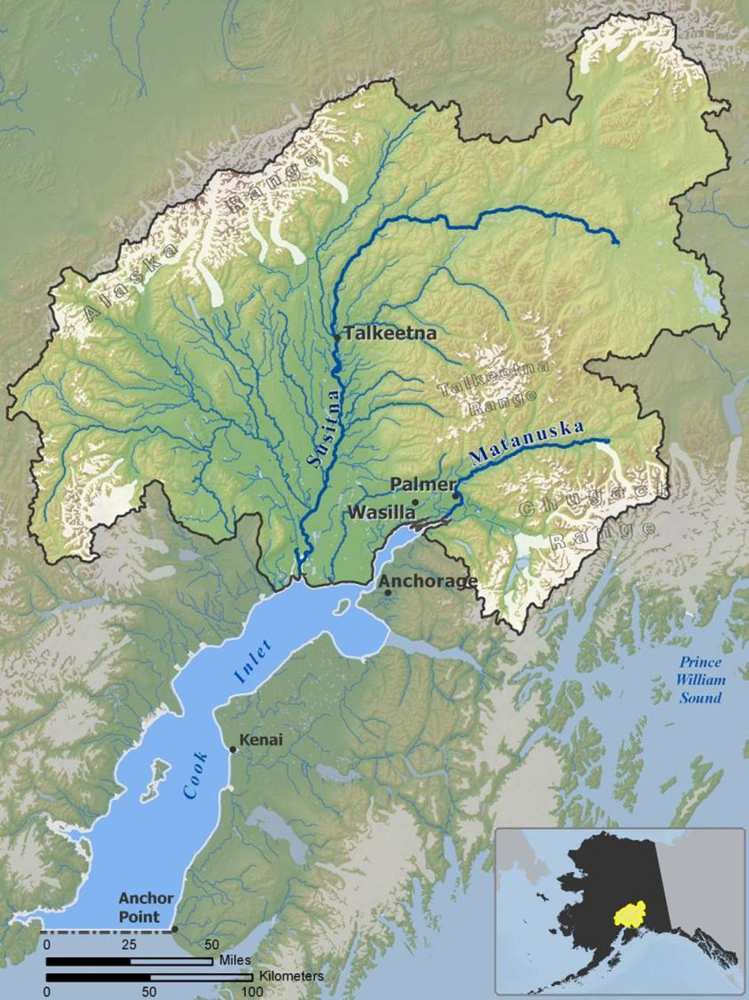 Alaska Range
Talkeetna
Talkeetna
Range
Susitna
Matanuska
Palmer
Wasilla
Chugack
Range
Anchorage
Inlet
Prince
William
Sound
Kenai
Cook
Anchor
Point
0 25 50
Miles
Kilometers
0 50 100